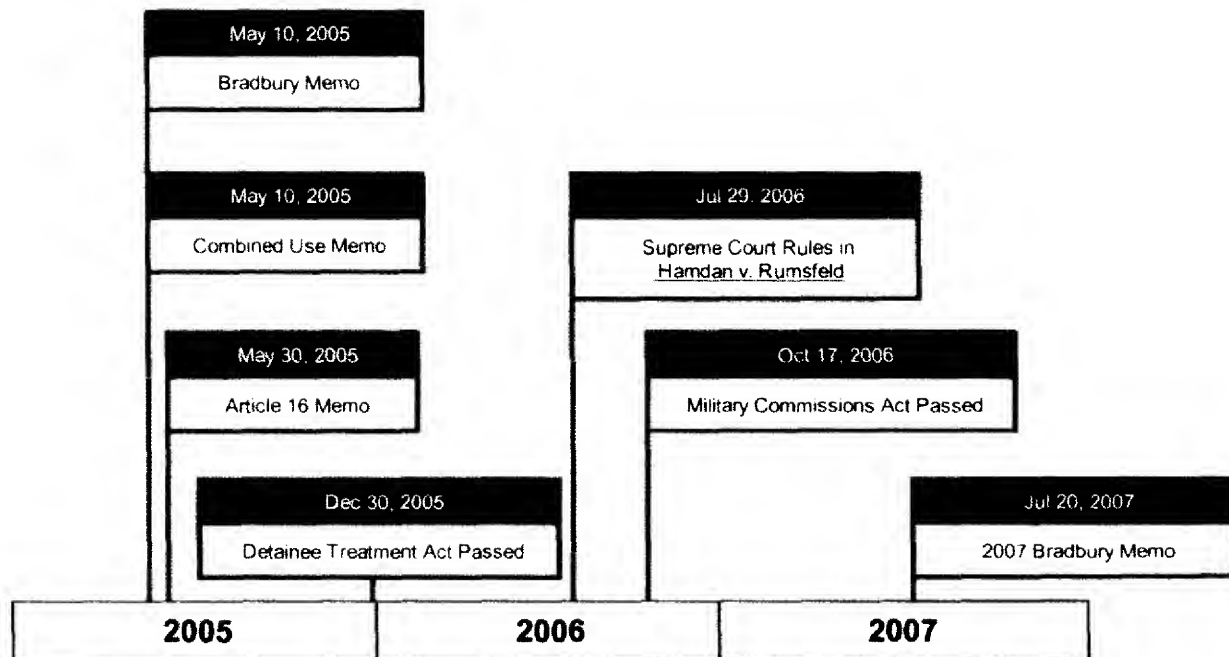 May 10, 2005
Bradbury Memo
May 10, 2005
Combined Use Memo
Jul 29. 2006
Supreme Court Rules in
Hamdan v. Rumsfeld
May 30, 2005
Article 16 Memo
Oct 17, 2006
Military Commissions Act Passed
Dec 30, 2005
Detainee Treatment Act Passed
Jul 20, 2007
2007 Bradbury Memo
2005
2006
2007